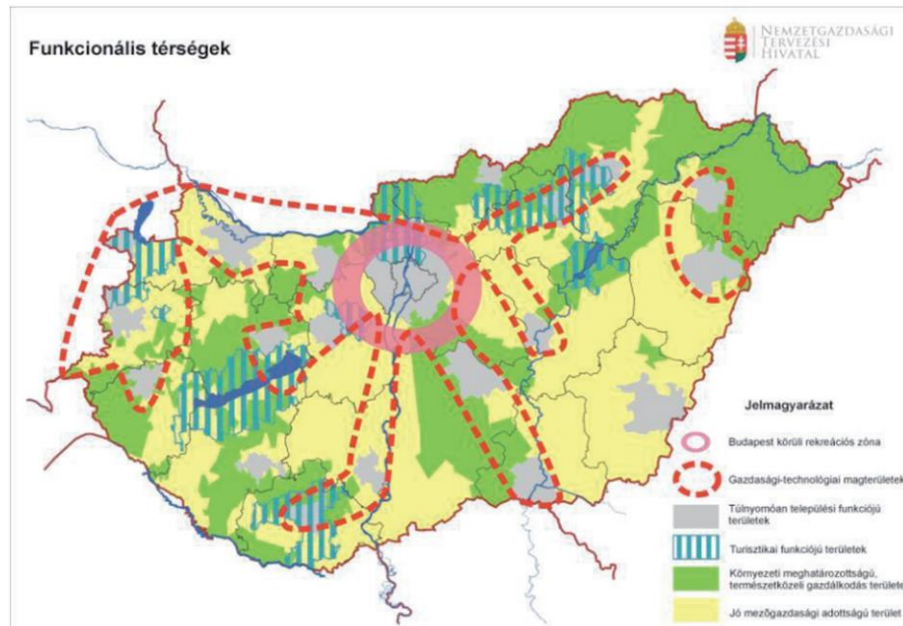 Funkcionális térségek
NEMZETGAZDASÁGI
TERVEZÉSI
HIVATAL
Jelmagyarázat
Budapest körüli rekreációs zóna
Gazdasági-technológiai magterületek
Túlnyomóan települési funkciójú
területek
Turisztikai funkciójú területek
Környezeti meghatározottságú,
természetközeli gazdálkodás területe
Jó mezőgazdasági adottságú terület